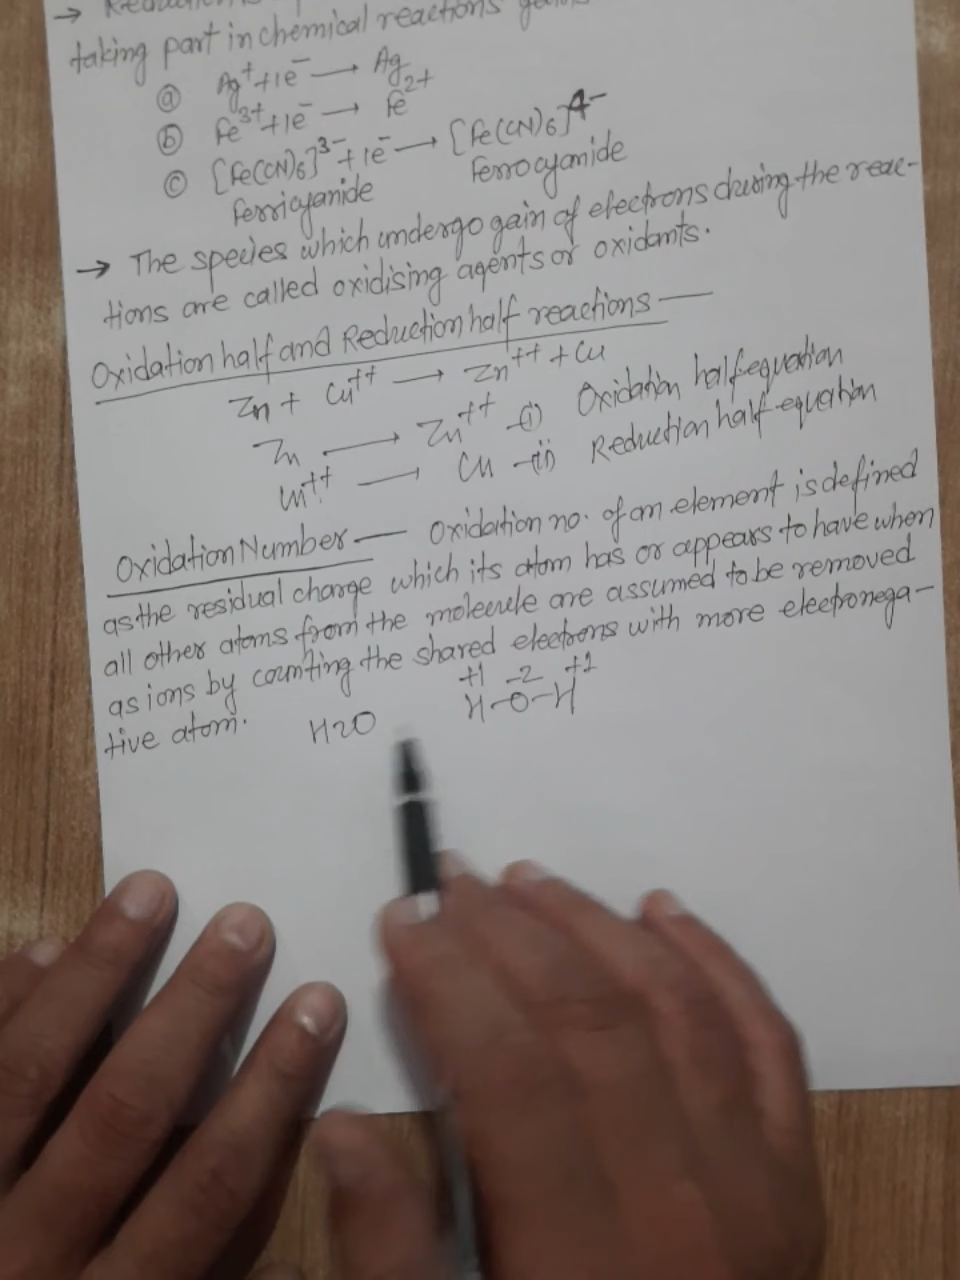 → Reduction is
taking part in chemical reactions gains
ⓐ Ag⁺+1e⁻ → Ag
ⓑ Fe³⁺+1e⁻ → Fe²⁺
ⓒ [Fe(CN)6]³⁻+1e⁻ → [Fe(CN)6]⁴⁻
Ferricyanide Ferrocyanide
→ The species which undergo gain of electrons during the reac-
tions are called oxidising agents or oxidants.
Oxidation half and Reduction half reactions —
Zn + Cu⁺⁺ → Zn⁺⁺ + Cu
Zn → Zn⁺⁺ -(i) Oxidation half equation
Cu⁺⁺ → Cu -(ii) Reduction half-equation
Oxidation Number — Oxidation no. of an element is defined
as the residual charge which its atom has or appears to have when
all other atoms from the molecule are assumed to be removed
as ions by counting the shared electrons with more electronega-
tive atom.
+1 -2 +1
H2O H-O-H